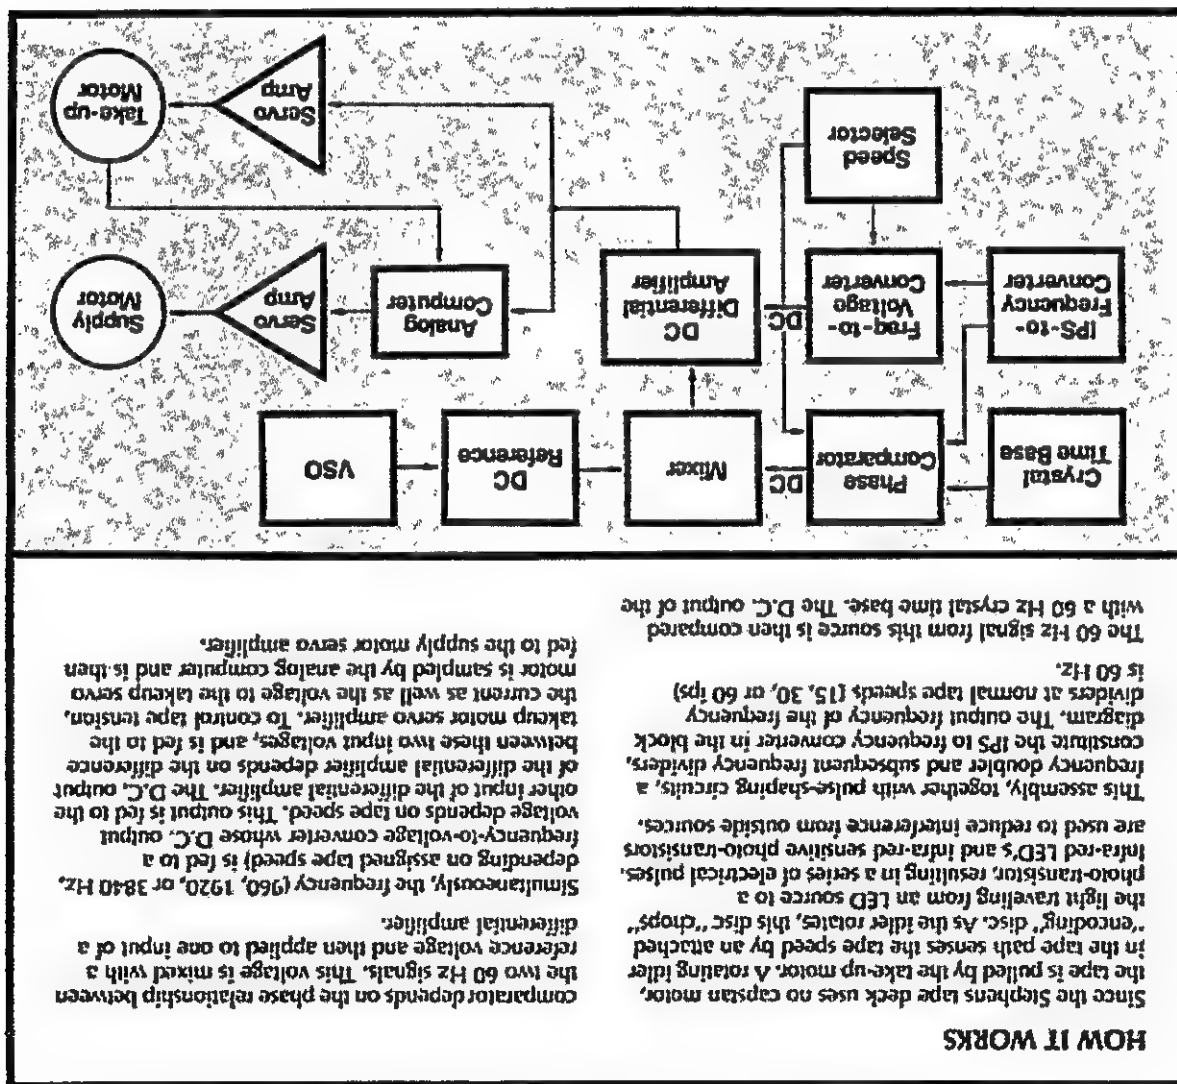 HOW IT WORKS
Since the Stephens tape deck uses no capstan motor,
the tape is pulled by the take-up motor. A rotating idler
in the tape path senses the tape speed by an attached
"encoding" disc. As the idler rotates, this disc "chops"
the light traveling from an LED source to a
photo-transistor, resulting in a series of electrical pulses.
Infra-red LED's and infra-red sensitive photo-transistors
are used to reduce interference from outside sources.
This assembly, together with pulse-shaping circuits, a
frequency doubler and subsequent frequency dividers,
constitute the IPS to frequency converter in the block
diagram. The output frequency of the frequency
dividers at normal tape speeds (15, 30, or 60 ips)
is 60 Hz.
The 60 Hz signal from this source is then compared
with a 60 Hz crystal time base. The D.C. output of the
comparator depends on the phase relationship between
the two 60 Hz signals. This voltage is mixed with a
reference voltage and then applied to one input of a
differential amplifier.
Simultaneously, the frequency (960, 1920, or 3840 Hz,
depending on assigned tape speed) is fed to a
frequency-to-voltage converter whose D.C. output
voltage depends on tape speed. This output is fed to the
other input of the differential amplifier. The D.C. output
of the differential amplifier depends on the difference
between these two input voltages, and is fed to the
takeup motor servo amplifier. To control tape tension,
the current as well as the voltage to the takeup servo
motor is sampled by the analog computer and is then
fed to the supply motor servo amplifier.
Crystal
Time Base
Phase
Comparator
DC
Mixer
DC
Reference
VSO
IPS-to-
Frequency
Converter
Freq-to-
Voltage
Converter
DC
DC
Differential
Amplifier
Analog
Computer
Servo
Amp
Supply
Motor
Speed
Selector
Servo
Amp
Take-up
Motor